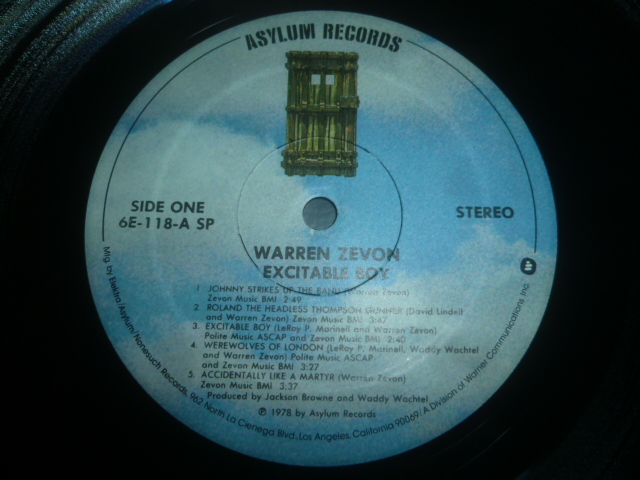 ASYLUM RECORDS
SIDE ONE
6E-118-A SP
STEREO
WARREN ZEVON
EXCITABLE BOY
1. JOHNNY STRIKES UP THE BAND (Warren Zevon)
Zevon Music BMI 2:49
2. ROLAND THE HEADLESS THOMPSON GUNNER (David Lindell
and Warren Zevon) Zevon Music BMI 3:47
3. EXCITABLE BOY (LeRoy P. Marinell and Warren Zevon)
Polite Music ASCAP and Zevon Music BMI 2:40
4. WEREWOLVES OF LONDON (LeRoy P. Marinell, Waddy Wachtel
and Warren Zevon) Polite Music ASCAP
and Zevon Music BMI 3:27
5. ACCIDENTALLY LIKE A MARTYR (Warren Zevon)
Zevon Music BMI 3:37
Produced by Jackson Browne and Waddy Wachtel
℗ 1978 by Asylum Records
Mfg by Elektra/Asylum/Nonesuch Records, 962 North La Cienega Blvd., Los Angeles, California 90069/A Division of Warner Communications, Inc.